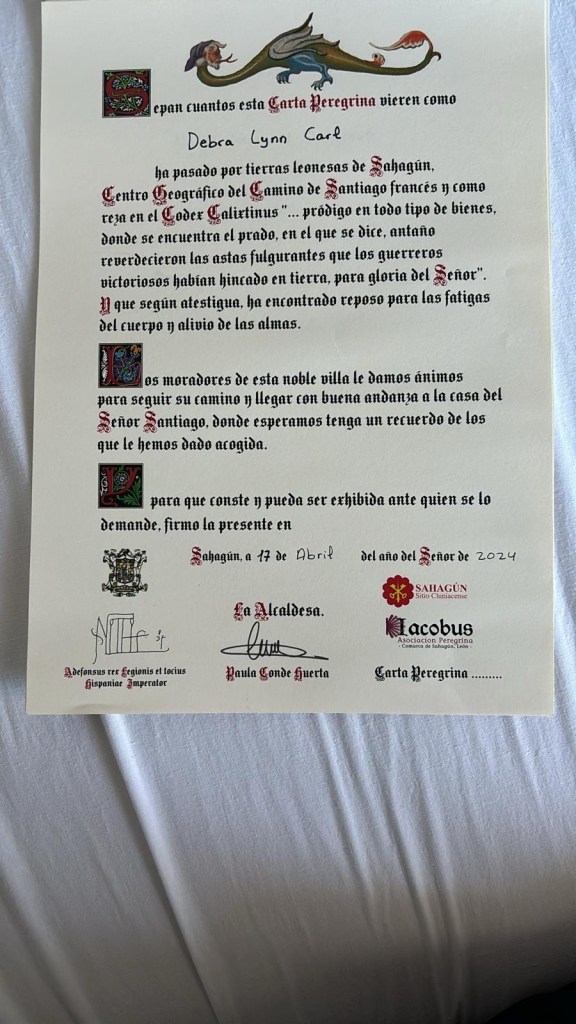 Sepan cuantos esta Carta Peregrina vieren como
Debra Lynn Carl
ha pasado por tierras leonesas de Sahagún,
Centro Geográfico del Camino de Santiago francés y como
reza en el Codex Calixtinus "... pródigo en todo tipo de bienes,
donde se encuentra el prado, en el que se dice, antaño
reverdecieron las astas fulgurantes que los guerreros
victoriosos habían hincado en tierra, para gloria del Señor".
Y que según atestigua, ha encontrado reposo para las fatigas
del cuerpo y alivio de las almas.
Los moradores de esta noble villa le damos ánimos
para seguir su camino y llegar con buena andanza a la casa del
Señor Santiago, donde esperamos tenga un recuerdo de los
que le hemos dado acogida.
Y para que conste y pueda ser exhibida ante quien se lo
demande, firmo la presente en
Sahagún, a 17 de Abril del año del Señor de 2024
SAHAGÚN
Sitio Cluniacense
La Alcaldesa.
Iacobus
Asociación Peregrina
- Comarca de Sahagún, León -
Adefonsus rex Legionis et tocius
Hispaniae Imperator
Paula Conde Huerta
Carta Peregrina .........